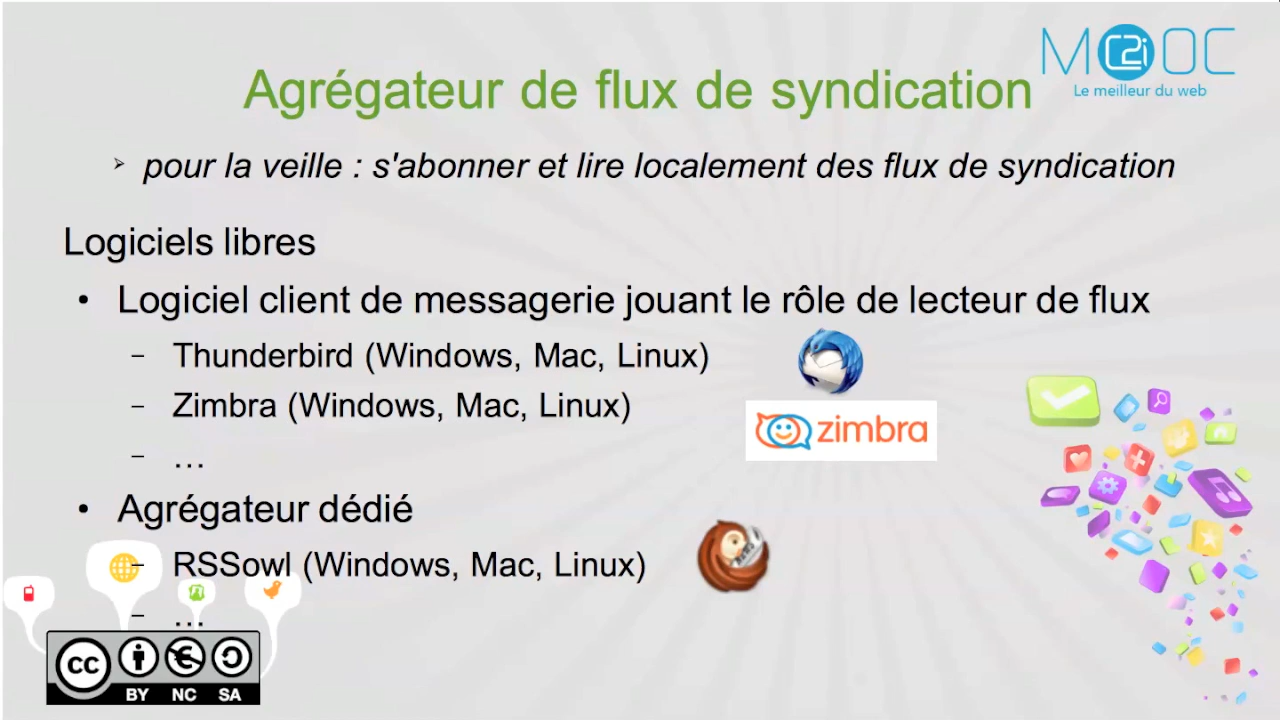 MC2iOC
Le meilleur du web
Agrégateur de flux de syndication
➢ pour la veille : s'abonner et lire localement des flux de syndication
Logiciels libres
• Logiciel client de messagerie jouant le rôle de lecteur de flux
– Thunderbird (Windows, Mac, Linux)
– Zimbra (Windows, Mac, Linux)
zimbra
– …
• Agrégateur dédié
– RSSowl (Windows, Mac, Linux)
– …
cc
BY NC SA